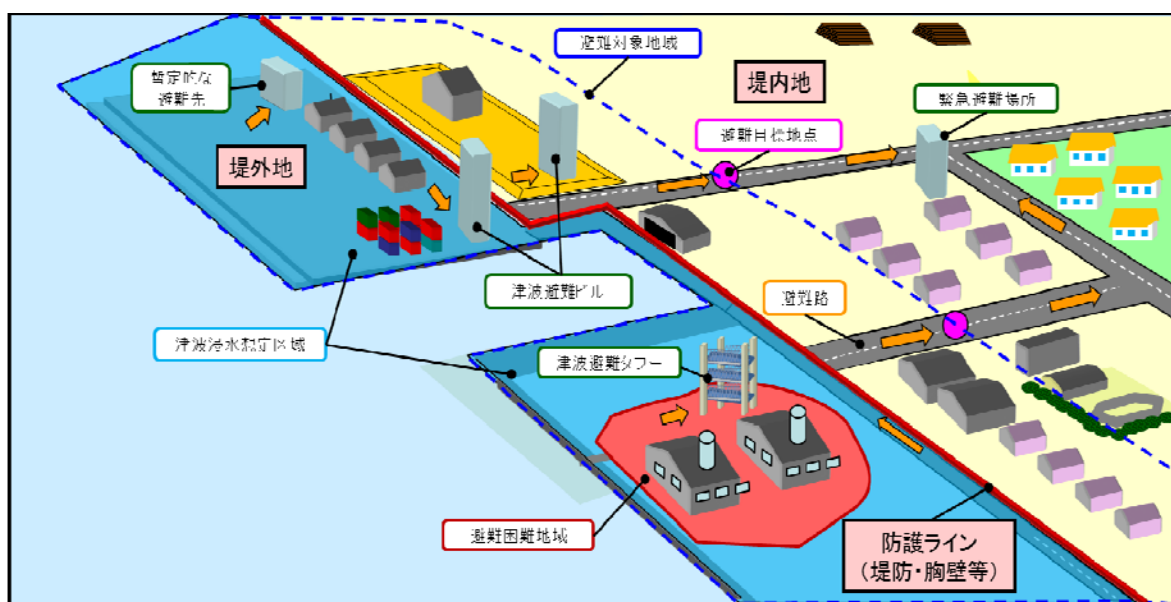 避難対象地域
暫定的な
避難先
堤内地
緊急避難場所
避難目標地点
堤外地
津波避難ビル
避難路
津波浸水想定区域
津波避難タワー
避難困難地域
防護ライン
（堤防・胸壁等）